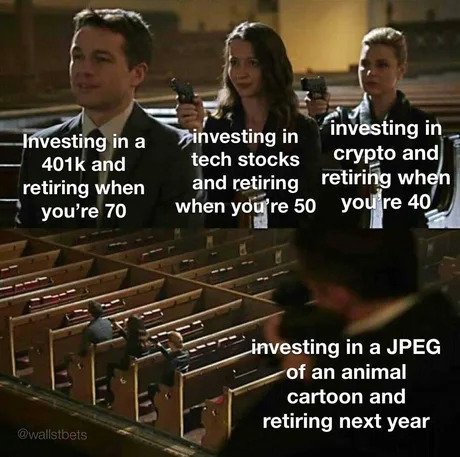 Investing in a
401k and
retiring when
you're 70
investing in
tech stocks
and retiring
when you're 50
investing in
crypto and
retiring when
you're 40
investing in a JPEG
of an animal
cartoon and
retiring next year
@wallstbets